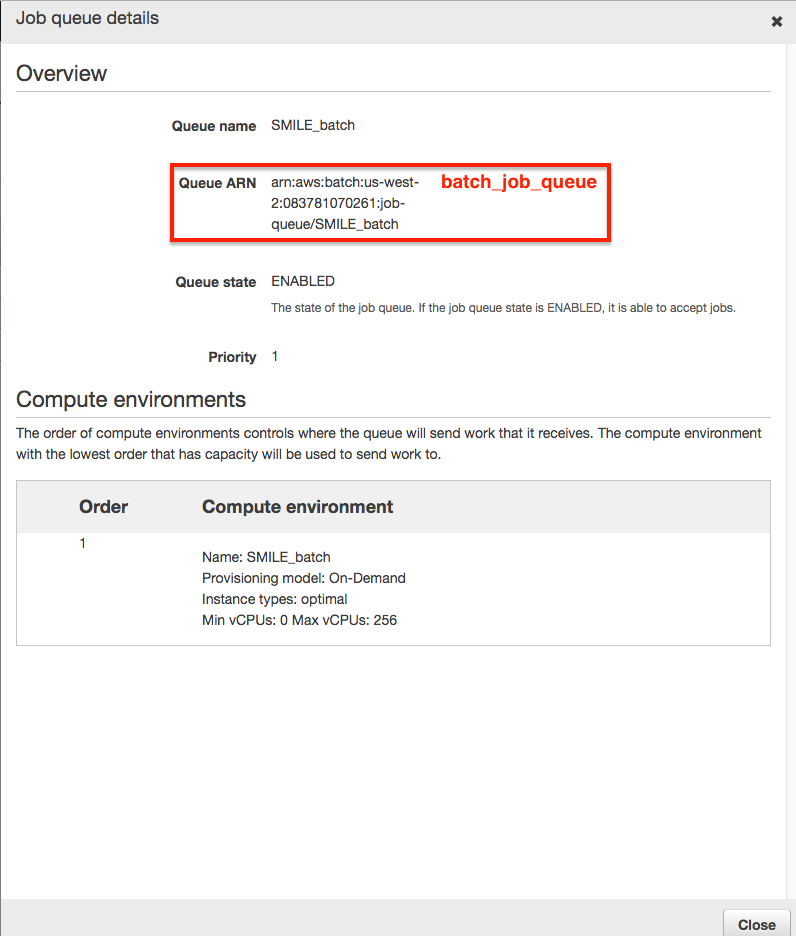 Job queue details
Overview
Queue name SMILE_batch
Queue ARN arn:aws:batch:us-west- batch_job_queue
2:083781070261:job-
queue/SMILE_batch
Queue state ENABLED
The state of the job queue. If the job queue state is ENABLED, it is able to accept jobs.
Priority 1
Compute environments
The order of compute environments controls where the queue will send work that it receives. The compute environment
with the lowest order that has capacity will be used to send work to.
Order Compute environment
1
Name: SMILE_batch
Provisioning model: On-Demand
Instance types: optimal
Min vCPUs: 0 Max vCPUs: 256
Close